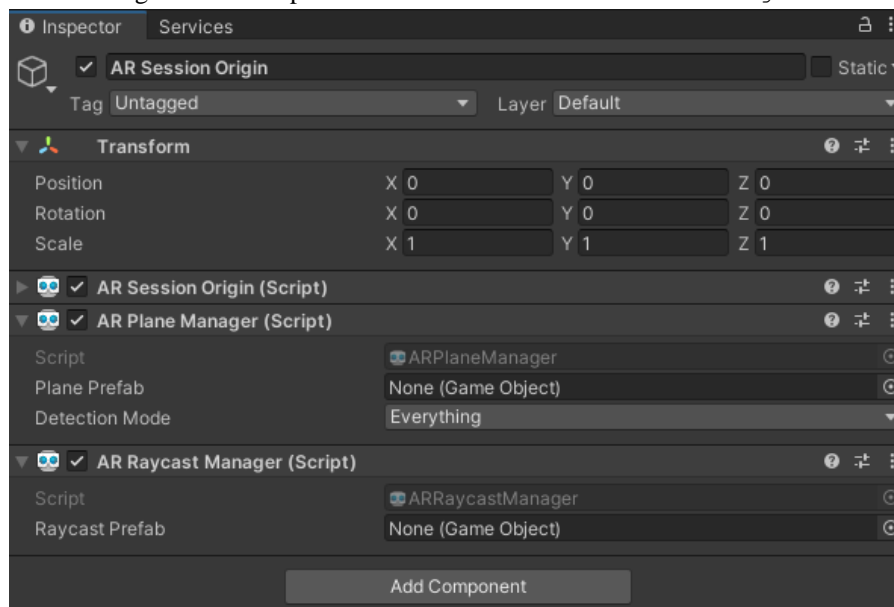 Inspector Services
AR Session Origin Static
Tag Untagged Layer Default
Transform
Position X 0 Y 0 Z 0
Rotation X 0 Y 0 Z 0
Scale X 1 Y 1 Z 1
AR Session Origin (Script)
AR Plane Manager (Script)
Script ARPlaneManager
Plane Prefab None (Game Object)
Detection Mode Everything
AR Raycast Manager (Script)
Script ARRaycastManager
Raycast Prefab None (Game Object)
Add Component